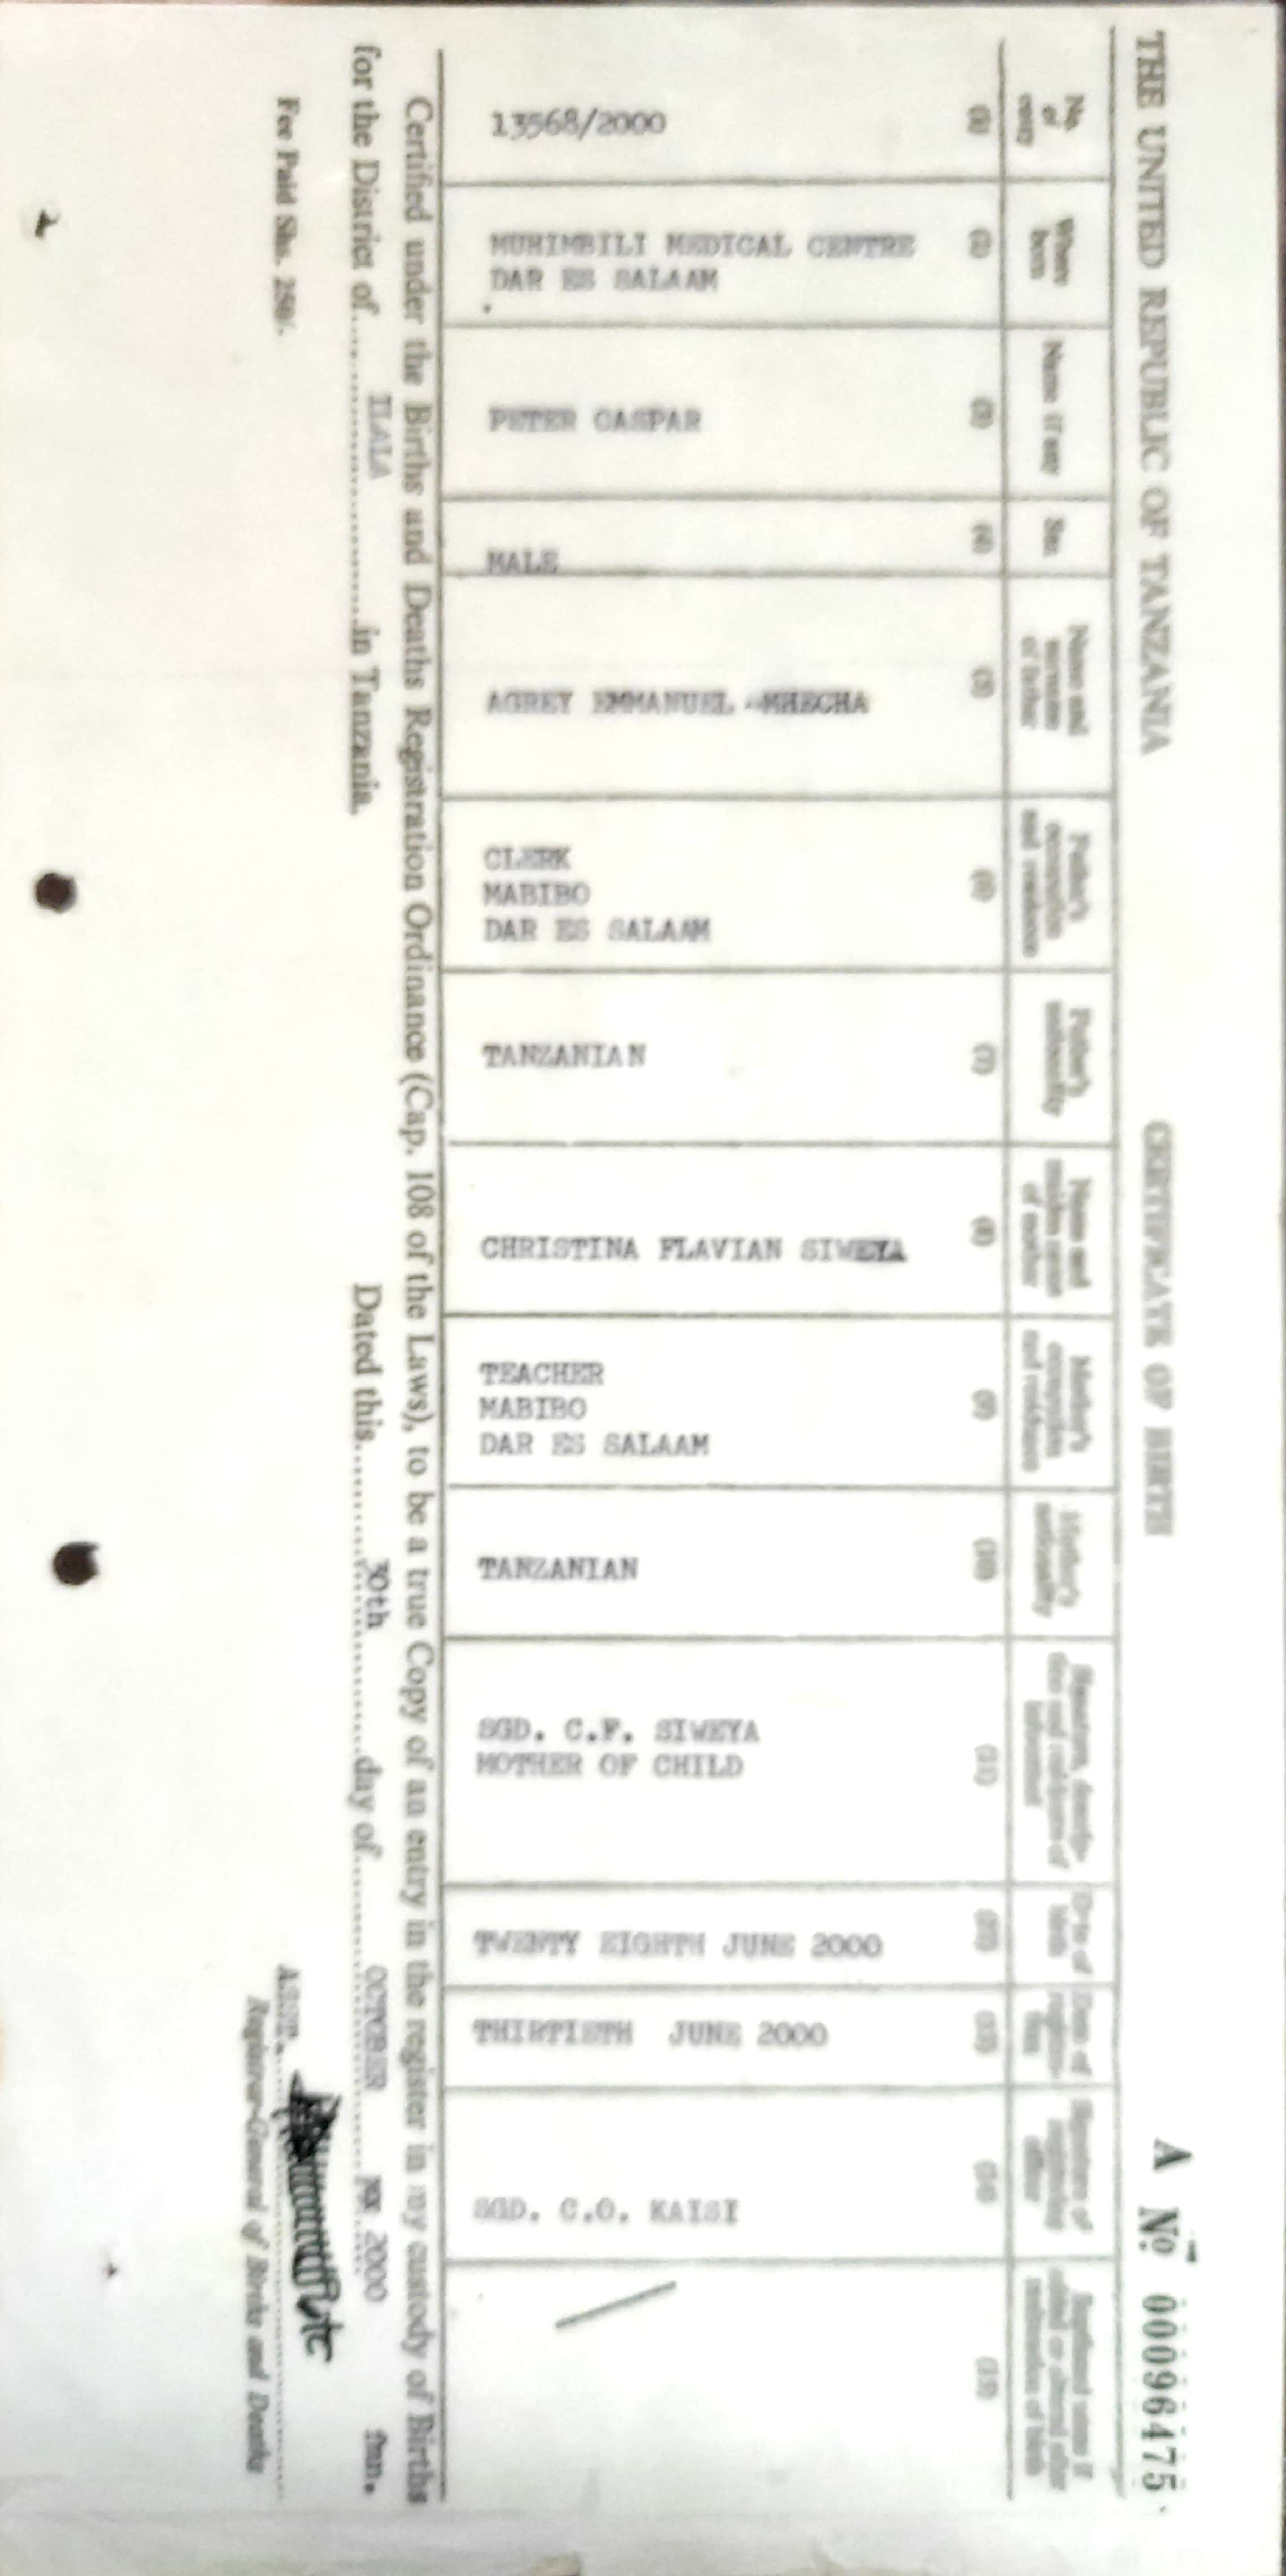 THE UNITED REPUBLIC OF TANZANIA
CERTIFICATE OF BIRTH
A No 00096475
No. of entry
Where born
Name if any
Sex
Name and surname of father
Father's occupation and residence
Father's nationality
Name and maiden name of mother
Mother's occupation and residence
Mother's nationality
Signature, description and residence of informant
Date of birth
Date of registration
Signature of registering officer
Baptismal name if added or altered after registration of birth
(1) (2) (3) (4) (5) (6) (7) (8) (9) (10) (11) (12) (13) (14) (15)
13568/2000
MUHIMBILI MEDICAL CENTRE
DAR ES SALAAM
PETER CASPAR
MALE
AGREY EMMANUEL -MHECHA
CLERK
MABIBO
DAR ES SALAAM
TANZANIAN
CHRISTINA FLAVIAN SIWEYA
TEACHER
MABIBO
DAR ES SALAAM
TANZANIAN
SGD. C.F. SIWEYA
MOTHER OF CHILD
TWENTY EIGHTH JUNE 2000
THIRTIETH JUNE 2000
SGD. C.O. KAISI
Certified under the Births and Deaths Registration Ordinance (Cap. 108 of the Laws), to be a true Copy of an entry in the register in my custody of Births
for the District of ILALA in Tanzania. Dated this 30th day of OCTOBER 2000
Fee Paid Shs. 250/-
ASST.
Registrar-General of Births and Deaths